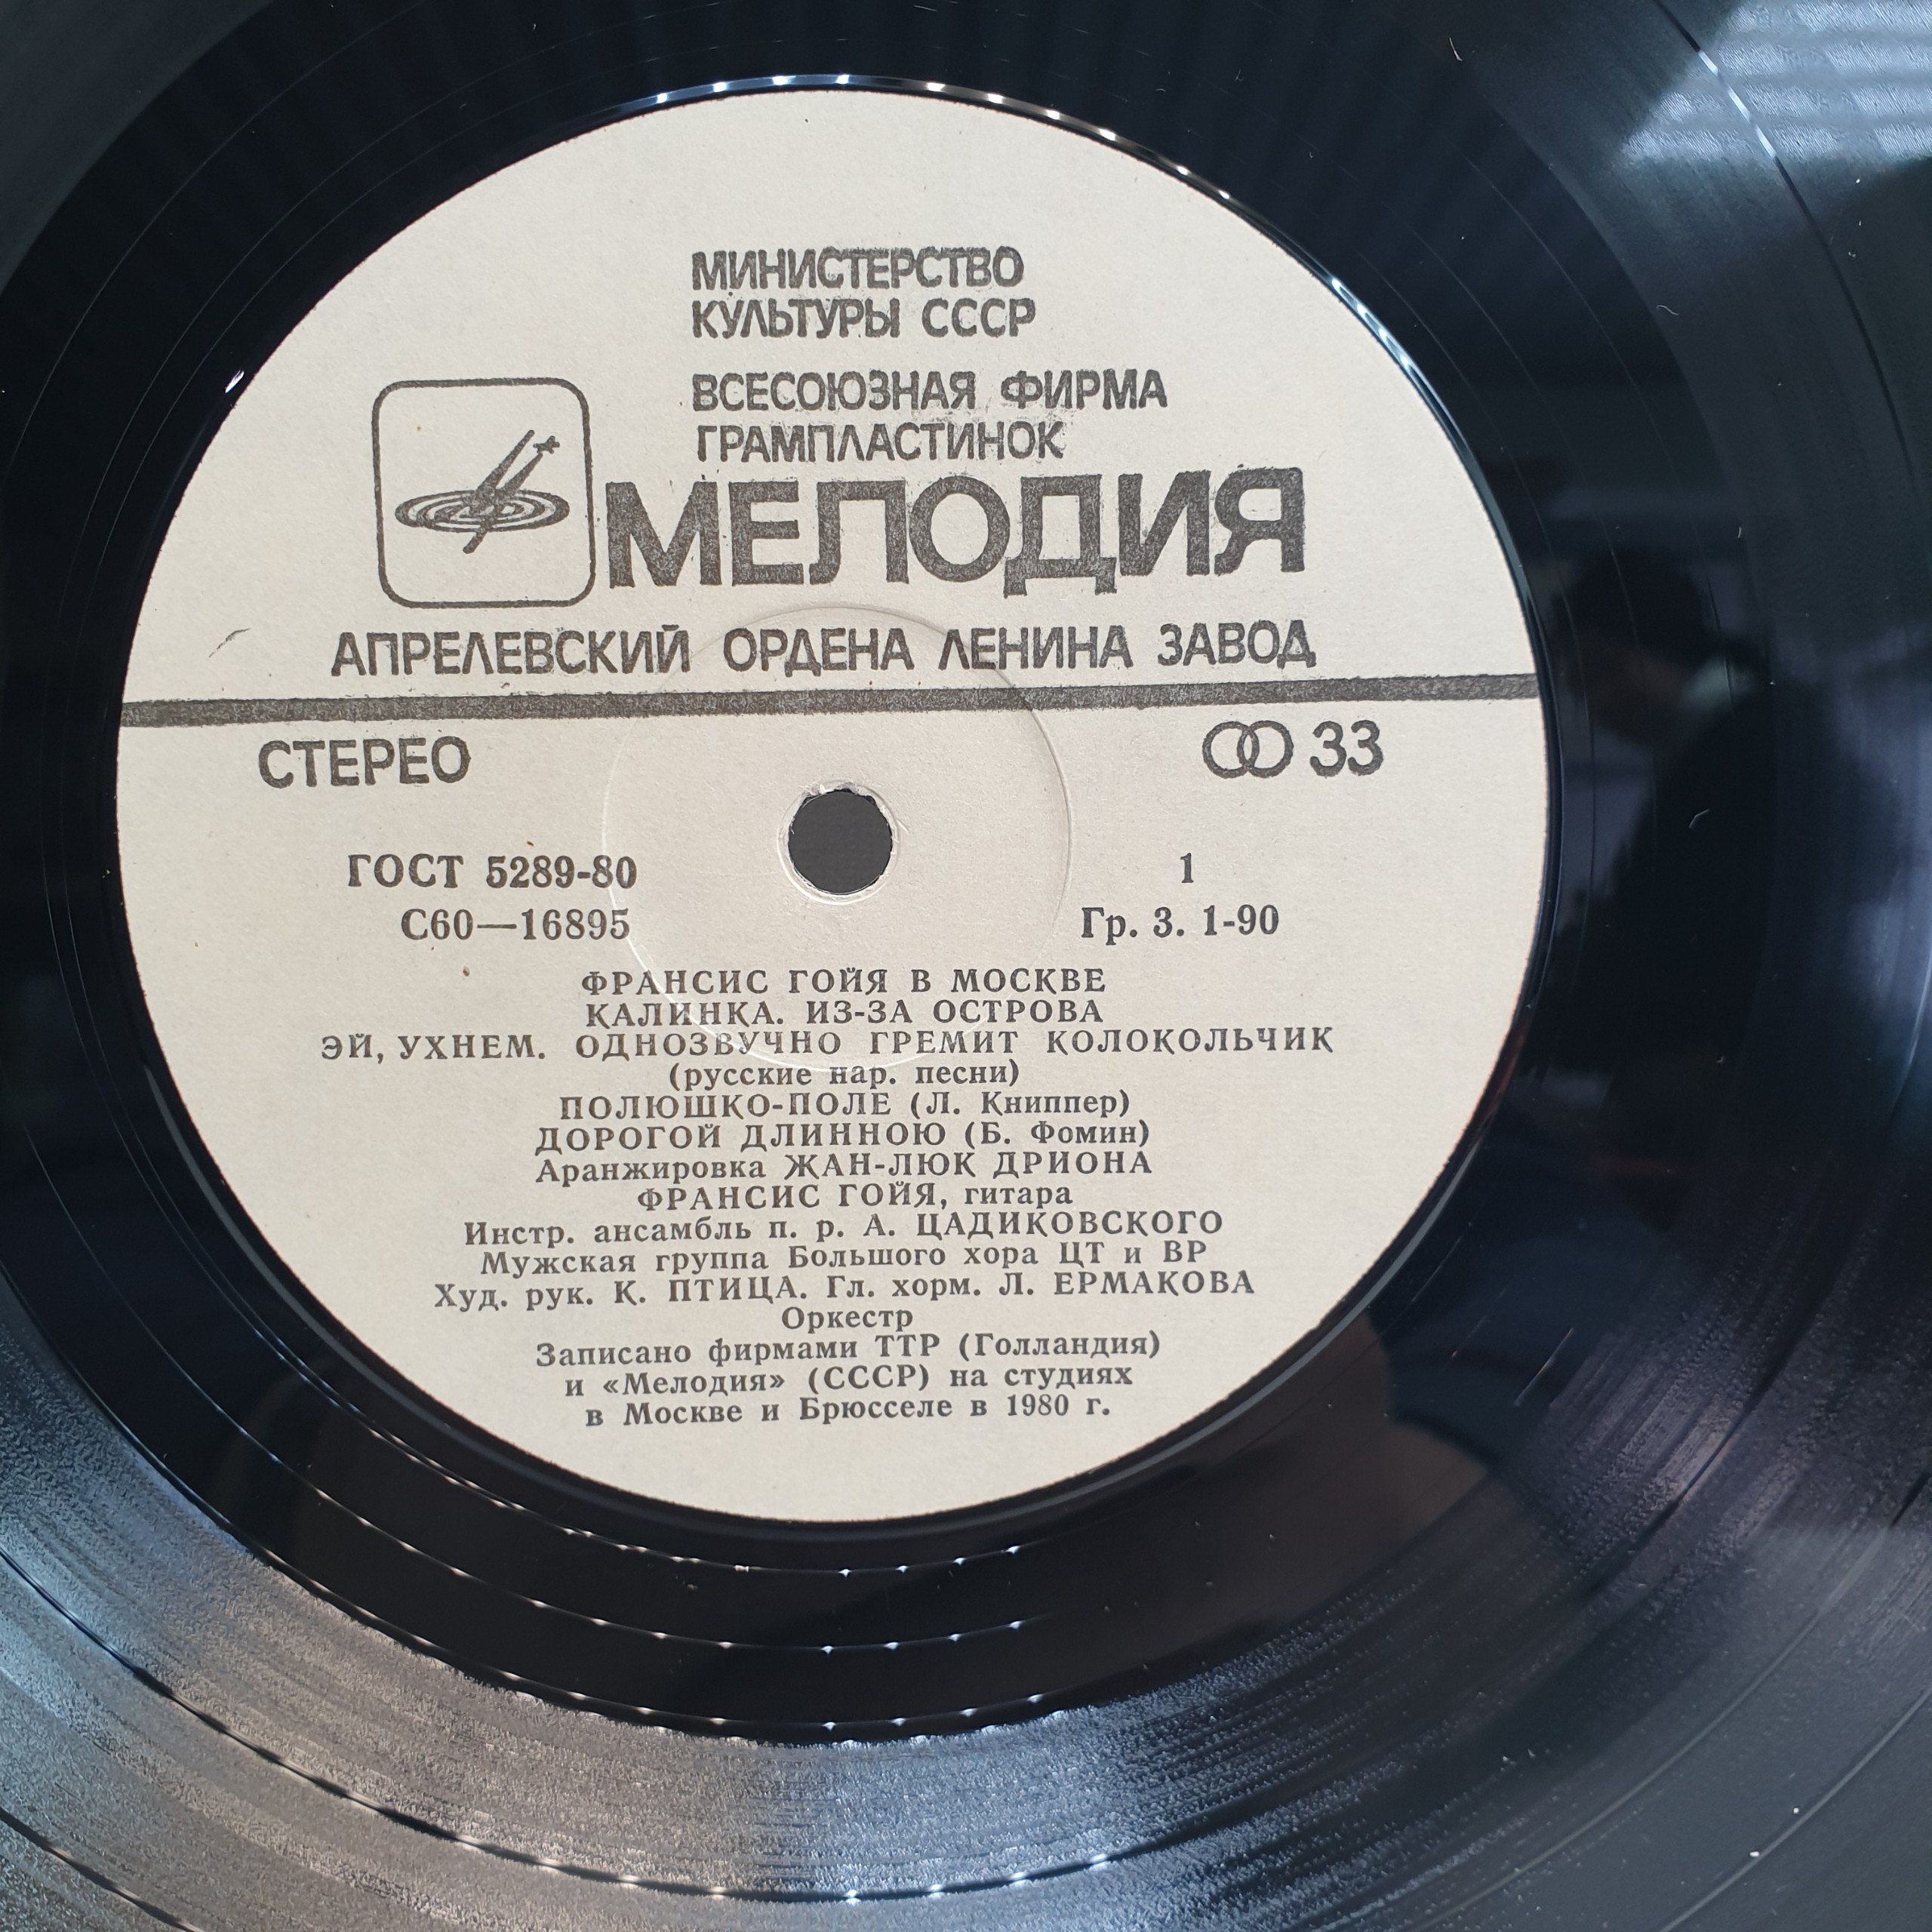 МИНИСТЕРСТВО
КУЛЬТУРЫ СССР
ВСЕСОЮЗНАЯ ФИРМА
ГРАМПЛАСТИНОК
МЕЛОДИЯ
АПРЕЛЕВСКИЙ ОРДЕНА ЛЕНИНА ЗАВОД
СТЕРЕО 33
ГОСТ 5289-80 1
С60—16895 Гр. 3. 1-90
ФРАНСИС ГОЙЯ В МОСКВЕ
КАЛИНКА. ИЗ-ЗА ОСТРОВА
ЭЙ, УХНЕМ. ОДНОЗВУЧНО ГРЕМИТ КОЛОКОЛЬЧИК
(русские нар. песни)
ПОЛЮШКО-ПОЛЕ (Л. Книппер)
ДОРОГОЙ ДЛИННОЮ (Б. Фомин)
Аранжировка ЖАН-ЛЮК ДРИОНА
ФРАНСИС ГОЙЯ, гитара
Инстр. ансамбль п. р. А. ЦАДИКОВСКОГО
Мужская группа Большого хора ЦТ и ВР
Худ. рук. К. ПТИЦА. Гл. хорм. Л. ЕРМАКОВА
Оркестр
Записано фирмами ТТР (Голландия)
и «Мелодия» (СССР) на студиях
в Москве и Брюсселе в 1980 г.